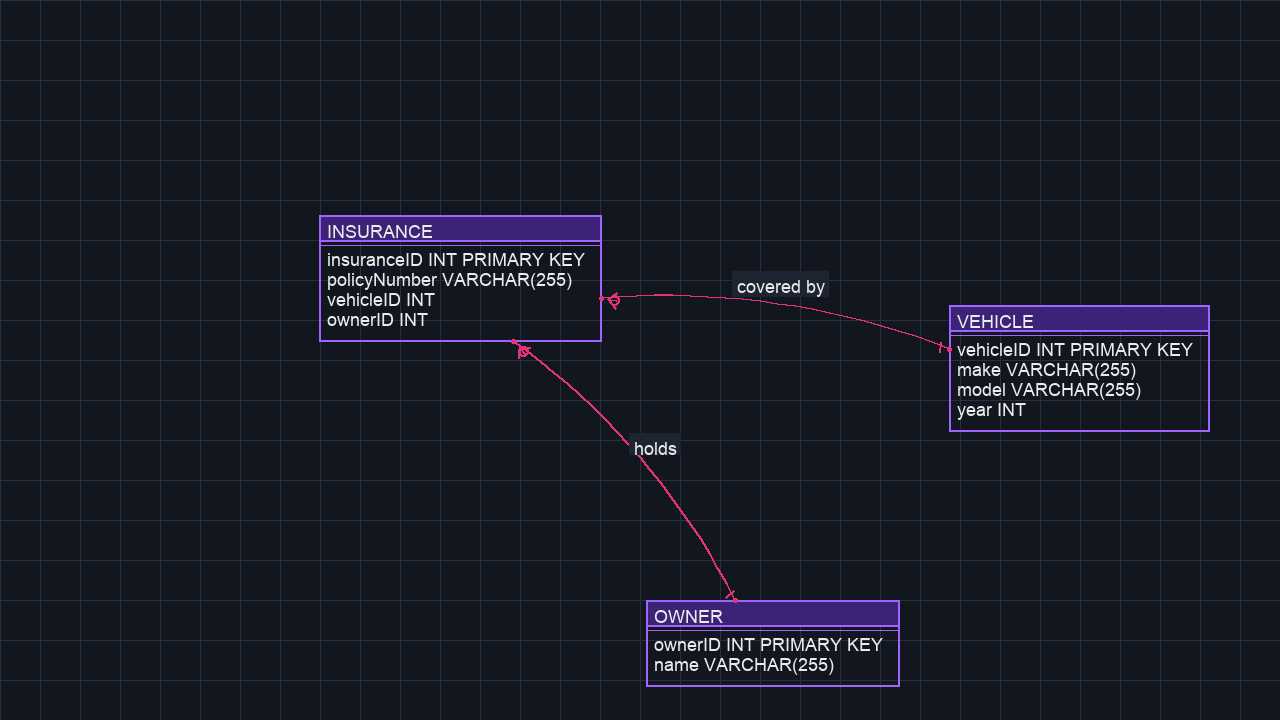 INSURANCE
insuranceID INT PRIMARY KEY
policyNumber VARCHAR(255)
vehicleID INT
ownerID INT
covered by
VEHICLE
vehicleID INT PRIMARY KEY
make VARCHAR(255)
model VARCHAR(255)
year INT
holds
OWNER
ownerID INT PRIMARY KEY
name VARCHAR(255)